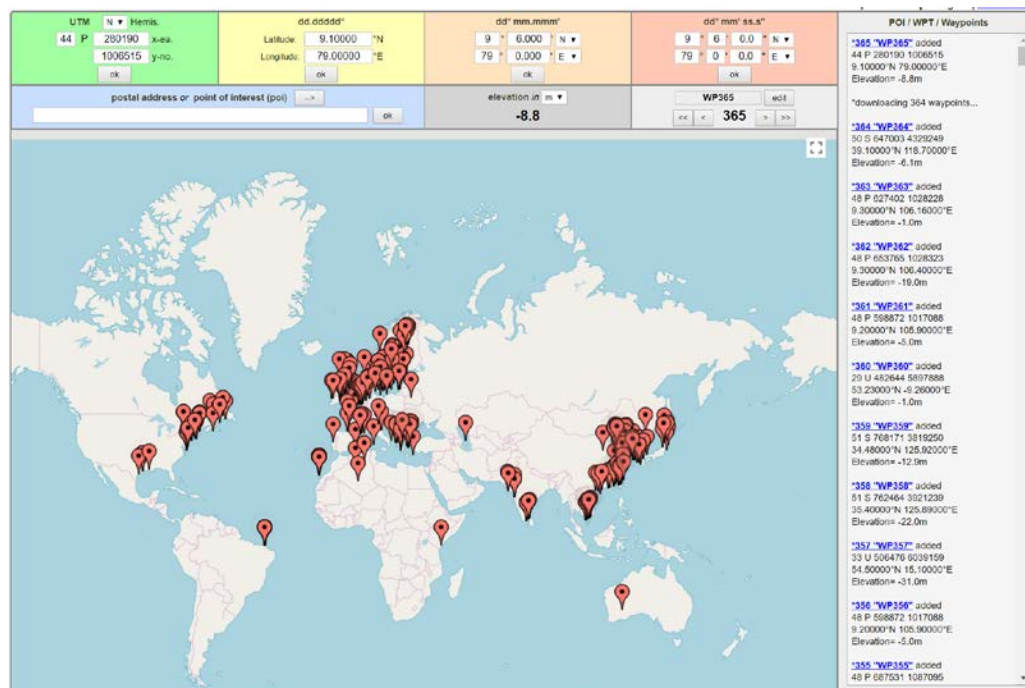 UTM N ▼ Hemis.
44 P 280190 x-ea.
1006515 y-no.
ok
dd.ddddd°
Latitude: 9.10000 °N
Longitude: 79.00000 °E
ok
dd° mm.mmm'
9 ° 6.000 ' N ▼
79 ° 0.000 ' E ▼
ok
dd° mm' ss.s"
9 ° 6 ' 0.0 " N ▼
79 ° 0 ' 0.0 " E ▼
ok
postal address or point of interest (poi) -->
ok
elevation in m ▼
-8.8
WP365 edit
<< < 365 > >>
POI / WPT / Waypoints
*365 "WP365" added
44 P 280190 1006515
9.10000°N 79.00000°E
Elevation= -8.8m
*downloading 364 waypoints...
*364 "WP364" added
50 S 647003 4329249
39.10000°N 118.70000°E
Elevation= -6.1m
*363 "WP363" added
48 P 627402 1028228
9.30000°N 106.16000°E
Elevation= -1.0m
*362 "WP362" added
48 P 653765 1028323
9.30000°N 106.40000°E
Elevation= -19.0m
*361 "WP361" added
48 P 598872 1017088
9.20000°N 105.90000°E
Elevation= -5.0m
*360 "WP360" added
29 U 482644 5897888
53.23000°N -9.26000°E
Elevation= -1.0m
*359 "WP359" added
51 S 768171 3819250
34.48000°N 125.92000°E
Elevation= -12.9m
*358 "WP358" added
51 S 762464 3921239
35.40000°N 125.89000°E
Elevation= -22.0m
*357 "WP357" added
33 U 506476 6039159
54.50000°N 15.10000°E
Elevation= -31.0m
*356 "WP356" added
48 P 598872 1017088
9.20000°N 105.90000°E
Elevation= -5.0m
*355 "WP355" added
48 P 687531 1087095